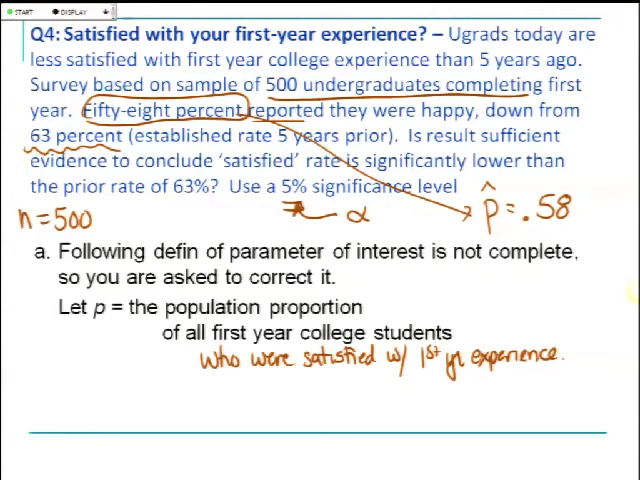 START DISPLAY
Q4: Satisfied with your first-year experience? – Ugrads today are
less satisfied with first year college experience than 5 years ago.
Survey based on sample of 500 undergraduates completing first
year. Fifty-eight percent reported they were happy, down from
63 percent (established rate 5 years prior). Is result sufficient
evidence to conclude ‘satisfied’ rate is significantly lower than
the prior rate of 63%? Use a 5% significance level
n=500 α p̂ = .58
a. Following defin of parameter of interest is not complete,
so you are asked to correct it.
Let p = the population proportion
of all first year college students
who were satisfied w/ 1st yr experience.